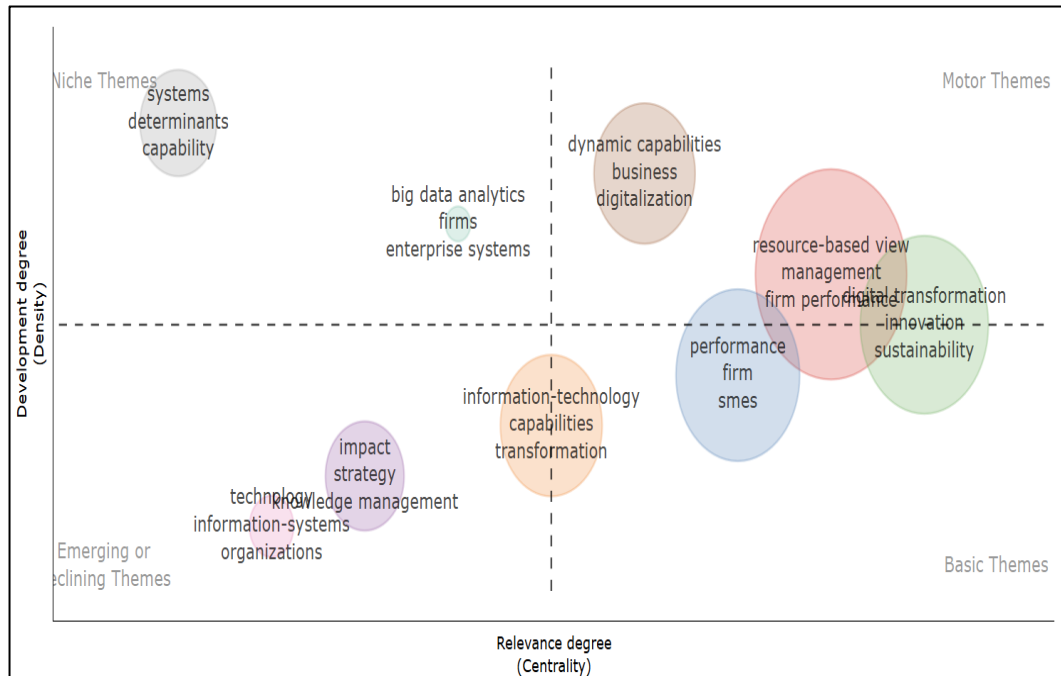 Niche Themes
Motor Themes
systems
determinants
capability
dynamic capabilities
business
digitalization
big data analytics
firms
enterprise systems
resource-based view
management
firm performance
digital transformation
innovation
sustainability
performance
firm
smes
information-technology
capabilities
transformation
impact
strategy
knowledge management
technology
information-systems
organizations
Emerging or
eclining Themes
Basic Themes
Development degree
(Density)
Relevance degree
(Centrality)